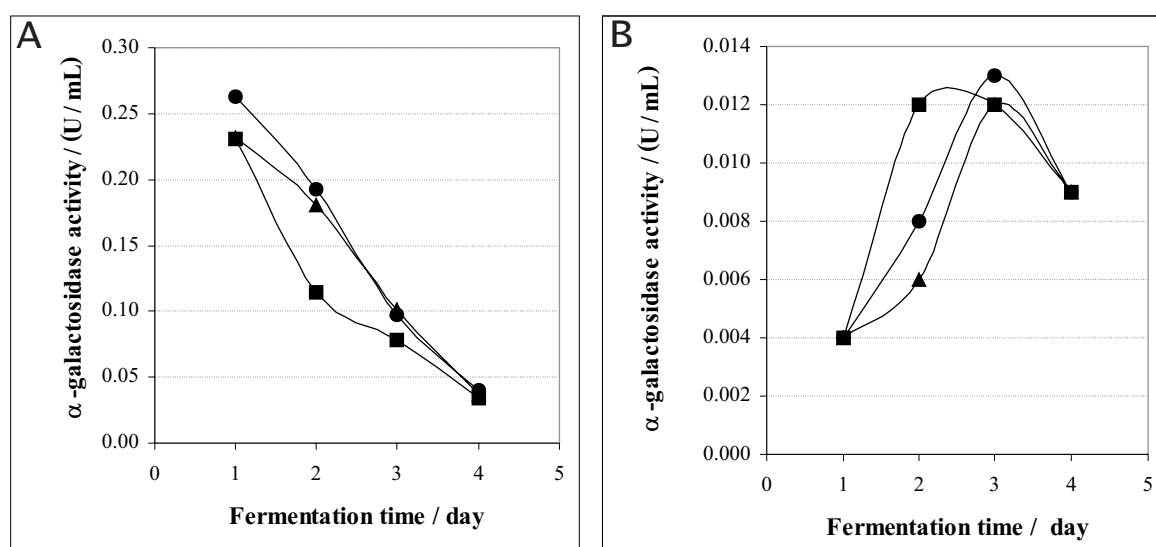 A
α -galactosidase activity / (U / mL)
0.30
0.25
0.20
0.15
0.10
0.05
0.00
0 1 2 3 4 5
Fermentation time / day
B
α -galactosidase activity / (U / mL)
0.014
0.012
0.010
0.008
0.006
0.004
0.002
0.000
0 1 2 3 4 5
Fermentation time / day